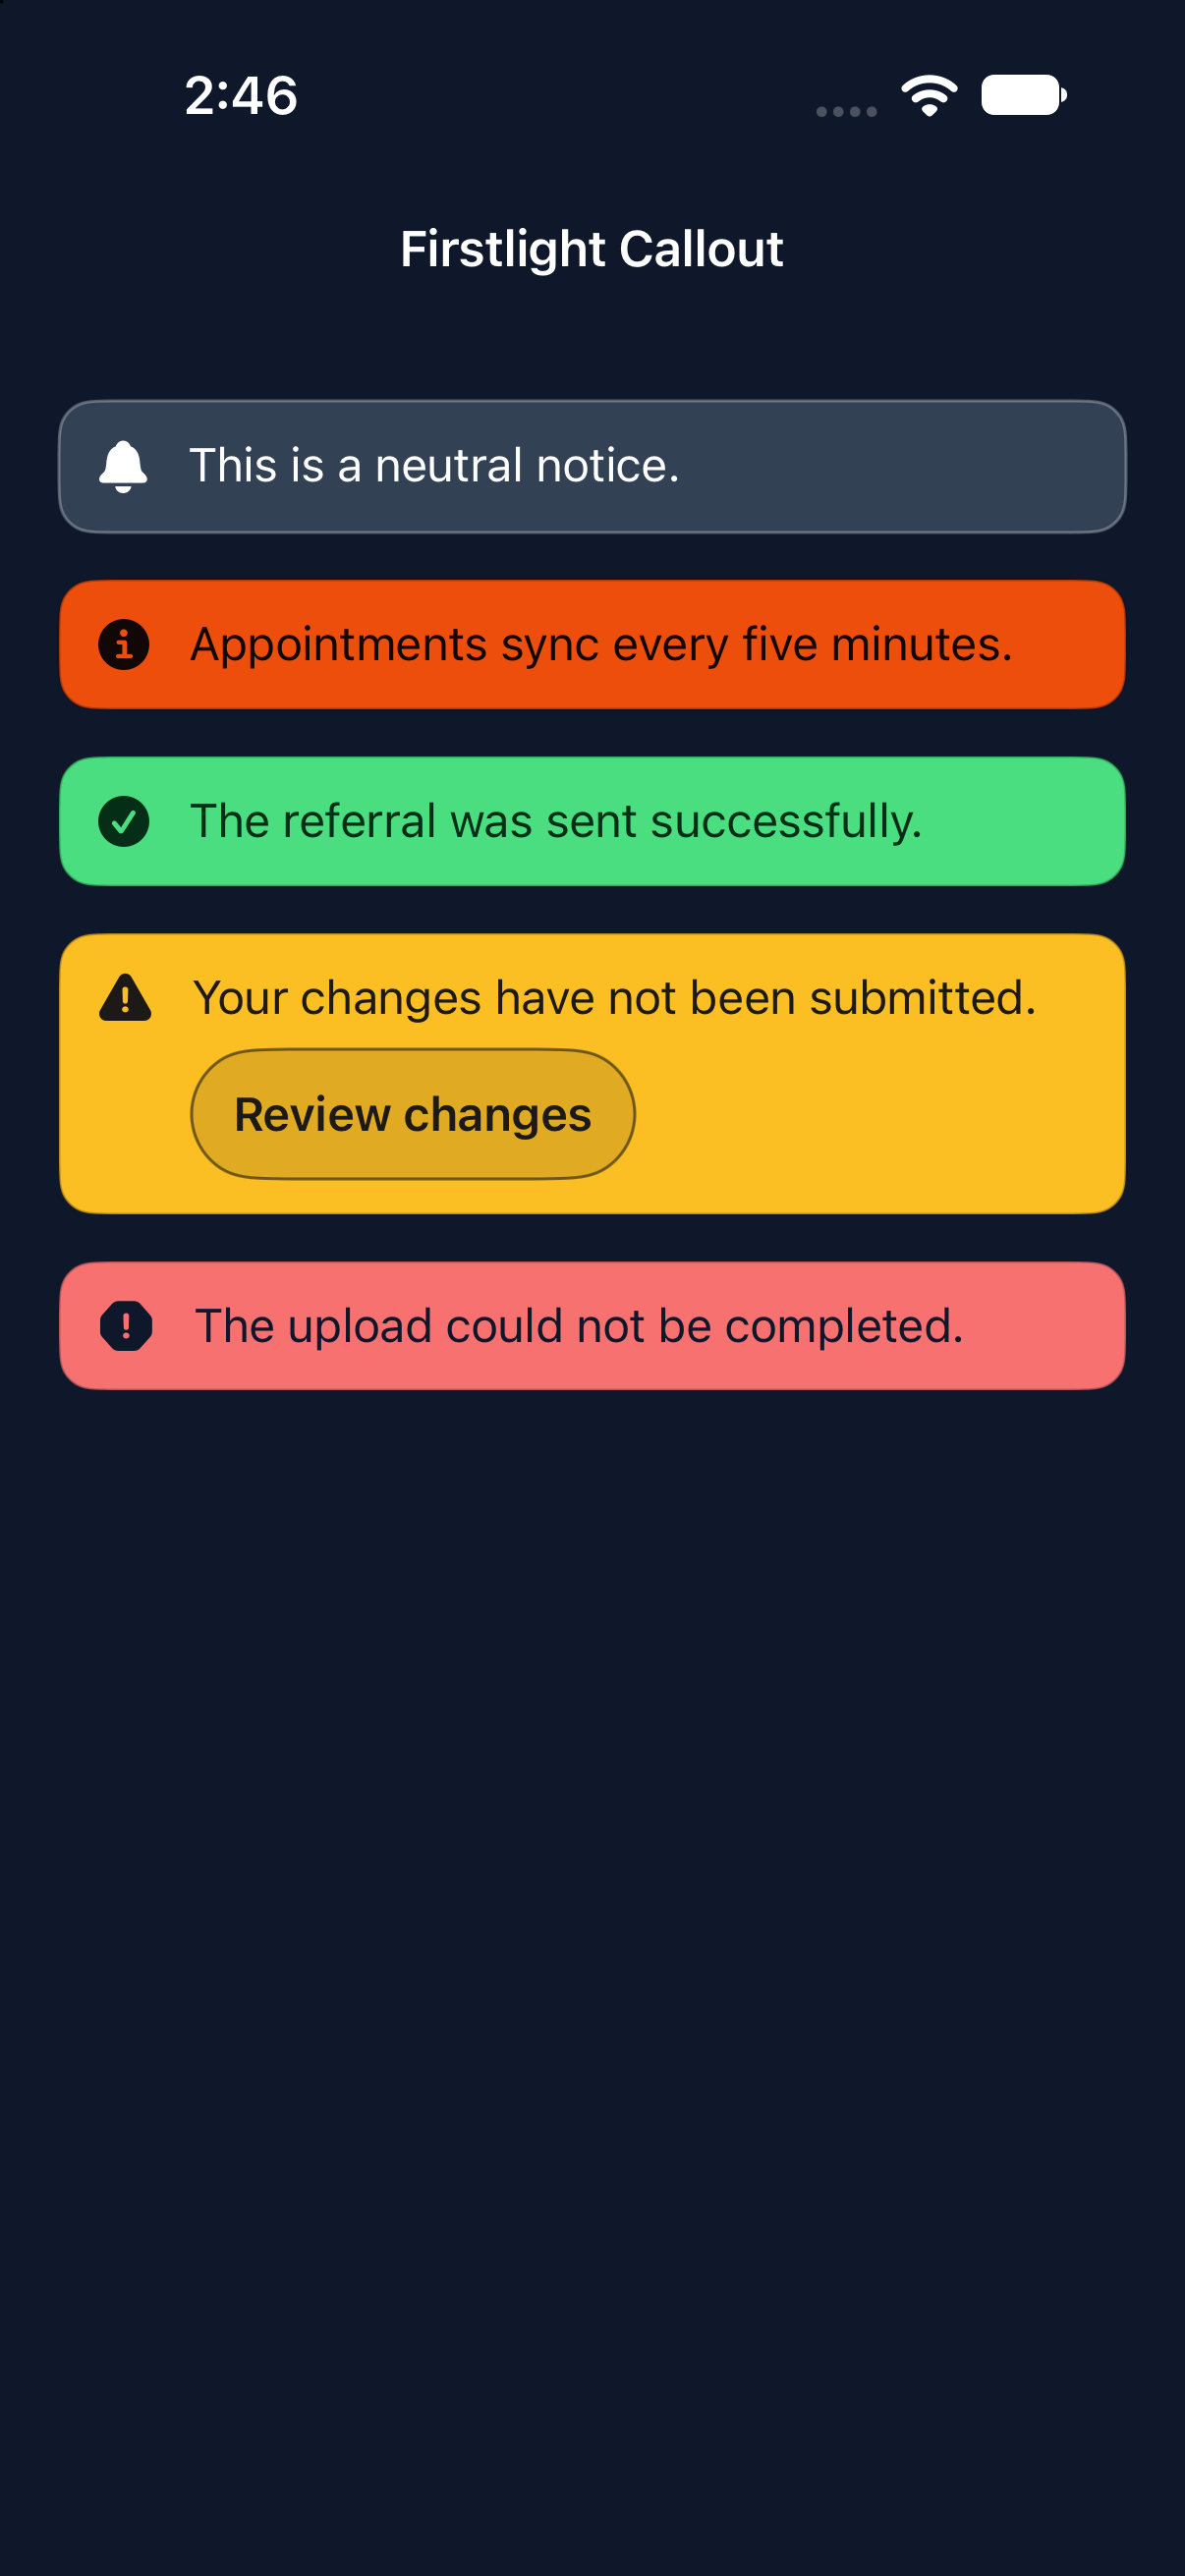 2:46
Firstlight Callout
This is a neutral notice.
Appointments sync every five minutes.
The referral was sent successfully.
Your changes have not been submitted.
Review changes
The upload could not be completed.